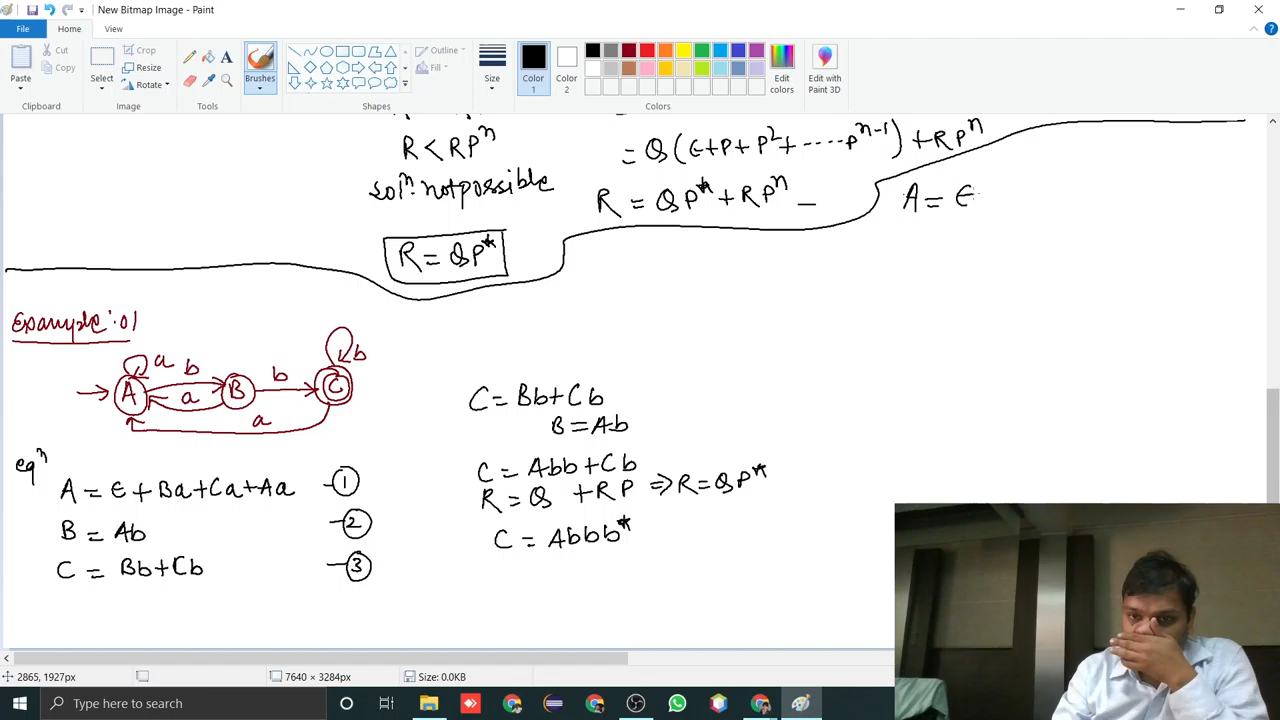 New Bitmap Image - Paint
File Home View
Paste Cut Copy Select Crop Resize Rotate Brushes Outline Fill Size Color 1 Color 2 Edit colors Edit with Paint 3D
Clipboard Image Tools Shapes Colors
R < RPⁿ
= Q(ϵ+P+P²+.....Pⁿ⁻¹) + RPⁿ
solⁿ. not possible
R = QP* + RPⁿ —
A = ϵ
R = QP*
Example:01
a b a b b a
A B C
C = Bb+Cb
B = Ab
eqⁿ
C = Abb + Cb
A = ϵ + Ba + Ca + Aa —①
R = Q + RP ⇒ R = QP*
B = Ab —②
C = Abbb*
C = Bb + Cb —③
2865, 1927px 7640 × 3284px Size: 0.0KB
Type here to search